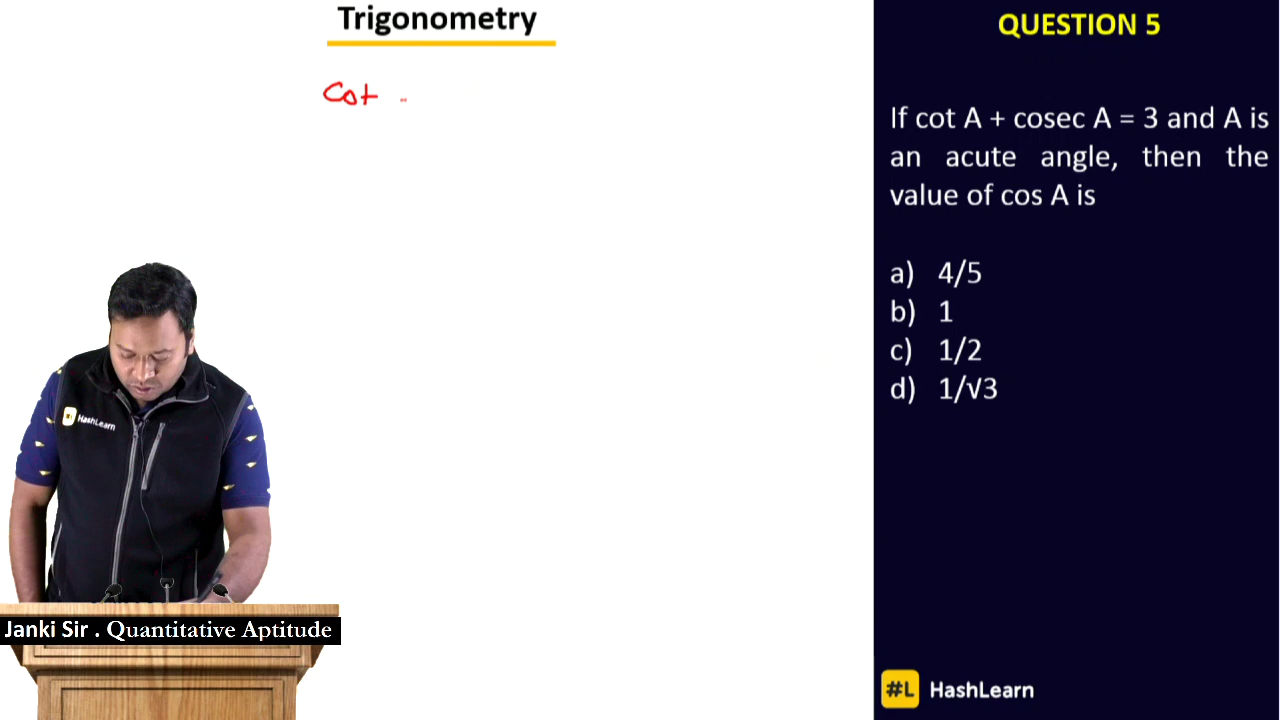 Trigonometry
Cot
QUESTION 5
If cot A + cosec A = 3 and A is
an acute angle, then the
value of cos A is
a) 4/5
b) 1
c) 1/2
d) 1/√3
#L HashLearn
Janki Sir . Quantitative Aptitude
#L HashLearn